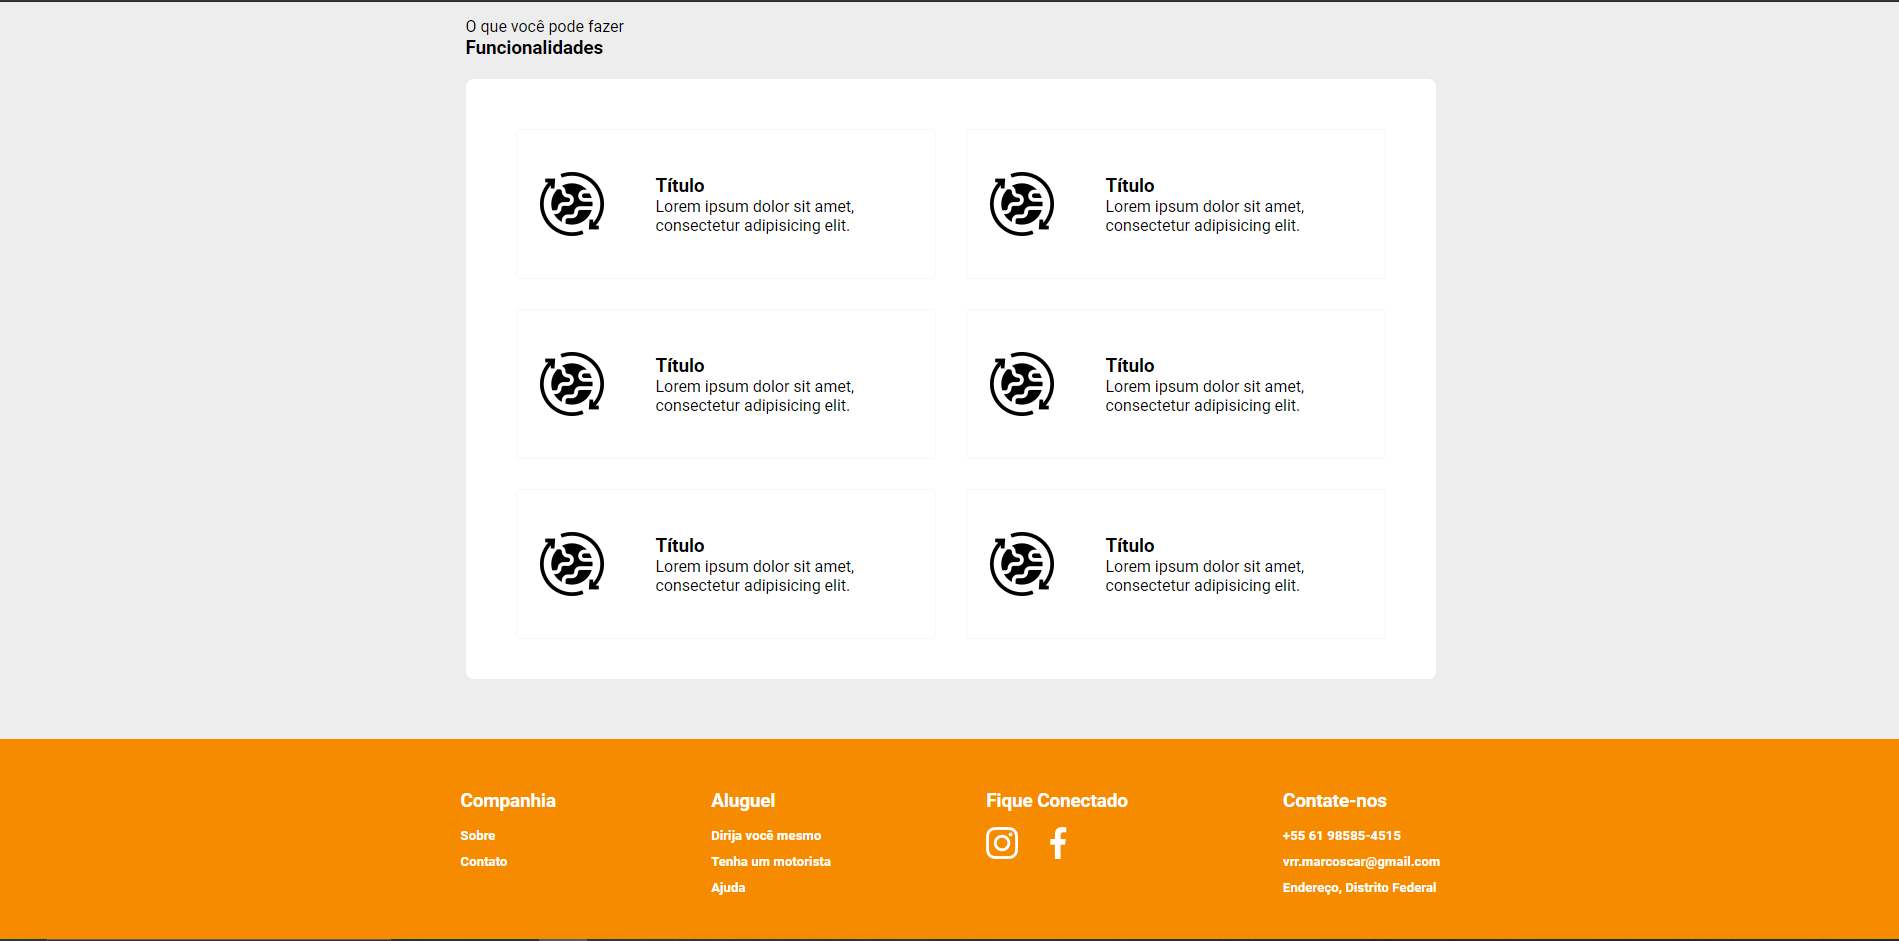 O que você pode fazer
Funcionalidades
Título
Lorem ipsum dolor sit amet,
consectetur adipisicing elit.
Título
Lorem ipsum dolor sit amet,
consectetur adipisicing elit.
Título
Lorem ipsum dolor sit amet,
consectetur adipisicing elit.
Título
Lorem ipsum dolor sit amet,
consectetur adipisicing elit.
Título
Lorem ipsum dolor sit amet,
consectetur adipisicing elit.
Título
Lorem ipsum dolor sit amet,
consectetur adipisicing elit.
Companhia
Sobre
Contato
Aluguel
Dirija você mesmo
Tenha um motorista
Ajuda
Fique Conectado
Contate-nos
+55 61 98585-4515
vrr.marcoscar@gmail.com
Endereço, Distrito Federal